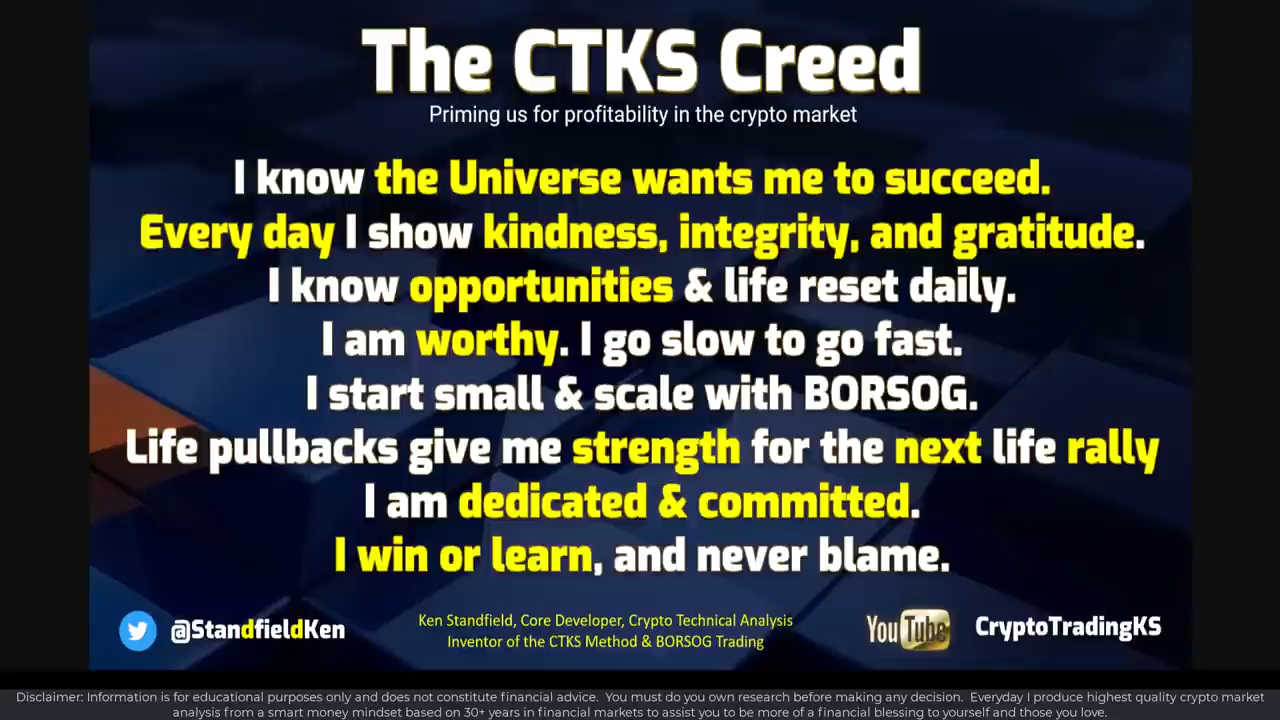 The CTKS Creed
Priming us for profitability in the crypto market
I know the Universe wants me to succeed.
Every day I show kindness, integrity, and gratitude.
I know opportunities & life reset daily.
I am worthy. I go slow to go fast.
I start small & scale with BORSOG.
Life pullbacks give me strength for the next life rally
I am dedicated & committed.
I win or learn, and never blame.
@StandfieldKen
Ken Standfield, Core Developer, Crypto Technical Analysis
Inventor of the CTKS Method & BORSOG Trading
YouTube CryptoTradingKS
Disclaimer: Information is for educational purposes only and does not constitute financial advice.  You must do you own research before making any decision.  Everyday I produce highest quality crypto market
analysis from a smart money mindset based on 30+ years in financial markets to assist you to be more of a financial blessing to yourself and those you love.